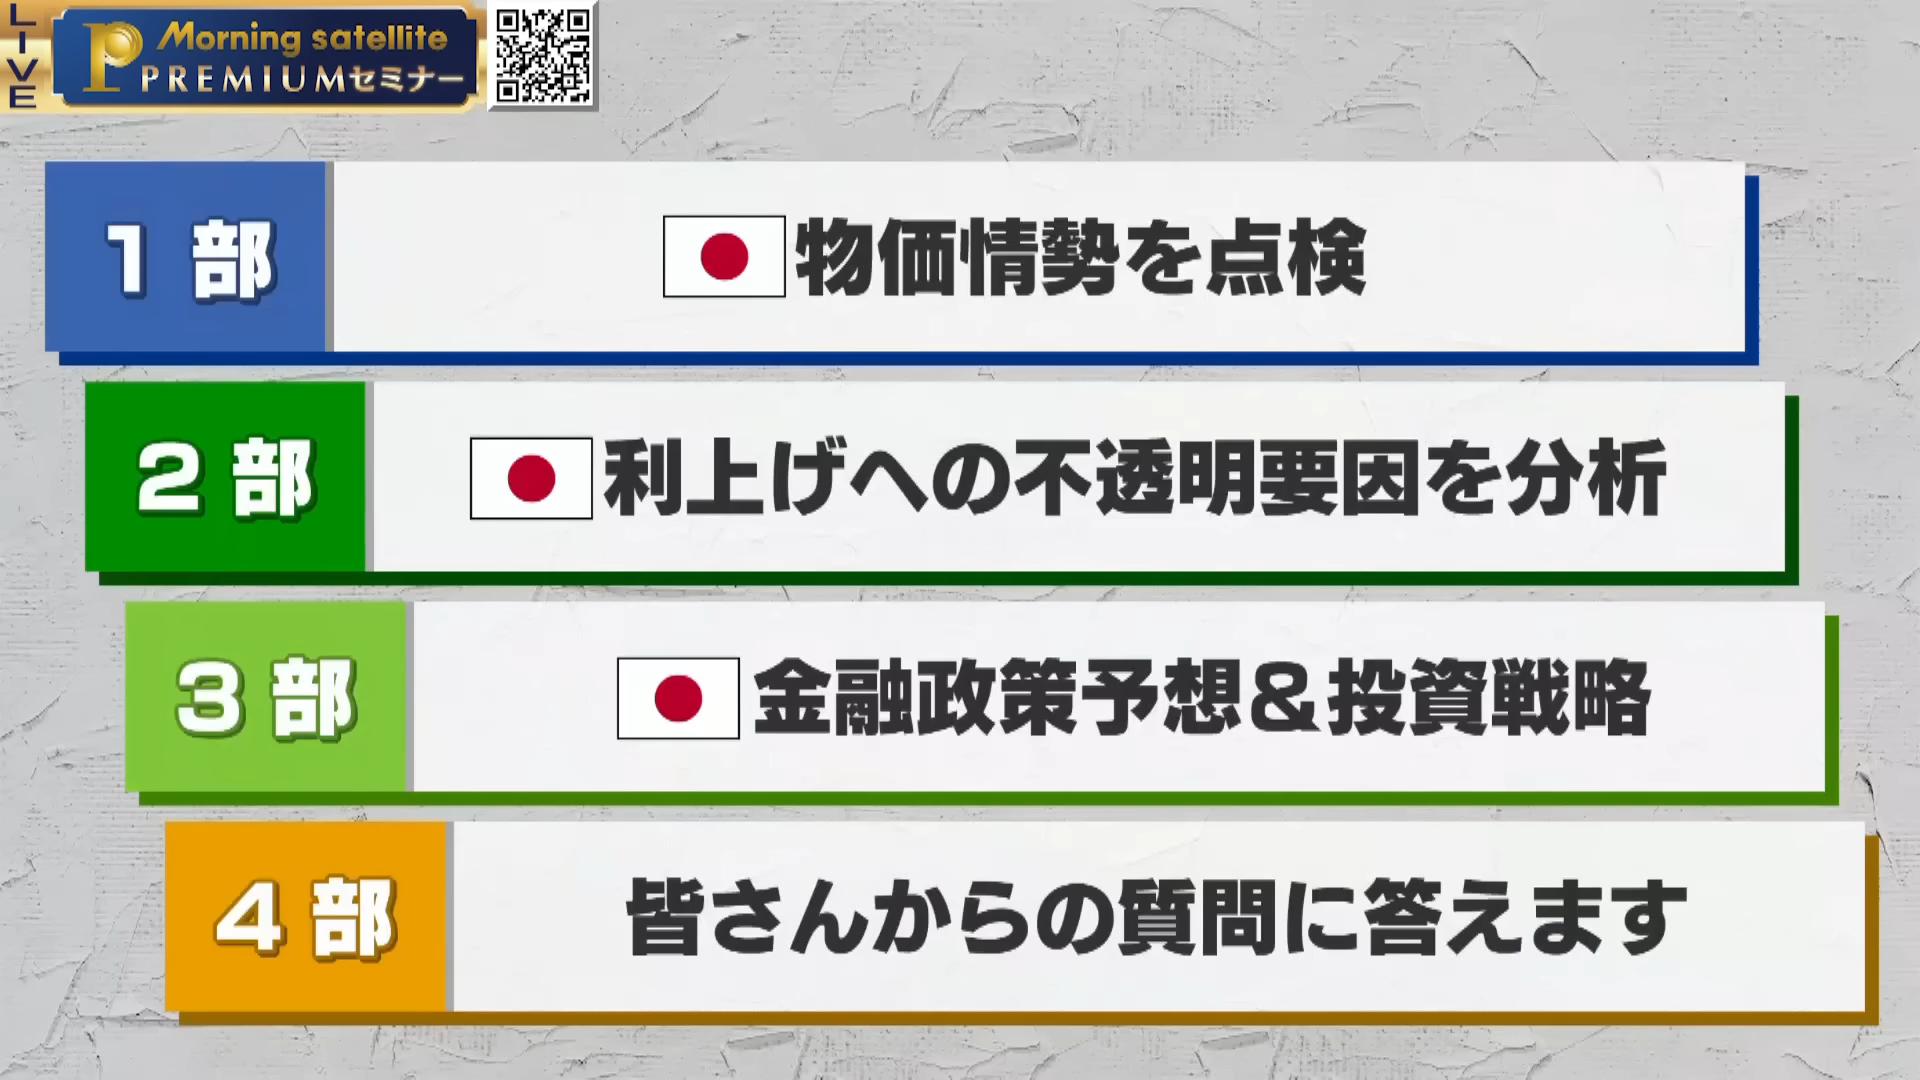 LIVE
Morning satellite
PREMIUMセミナー
1部
物価情勢を点検
2部
利上げへの不透明要因を分析
3部
金融政策予想&投資戦略
4部
皆さんからの質問に答えます